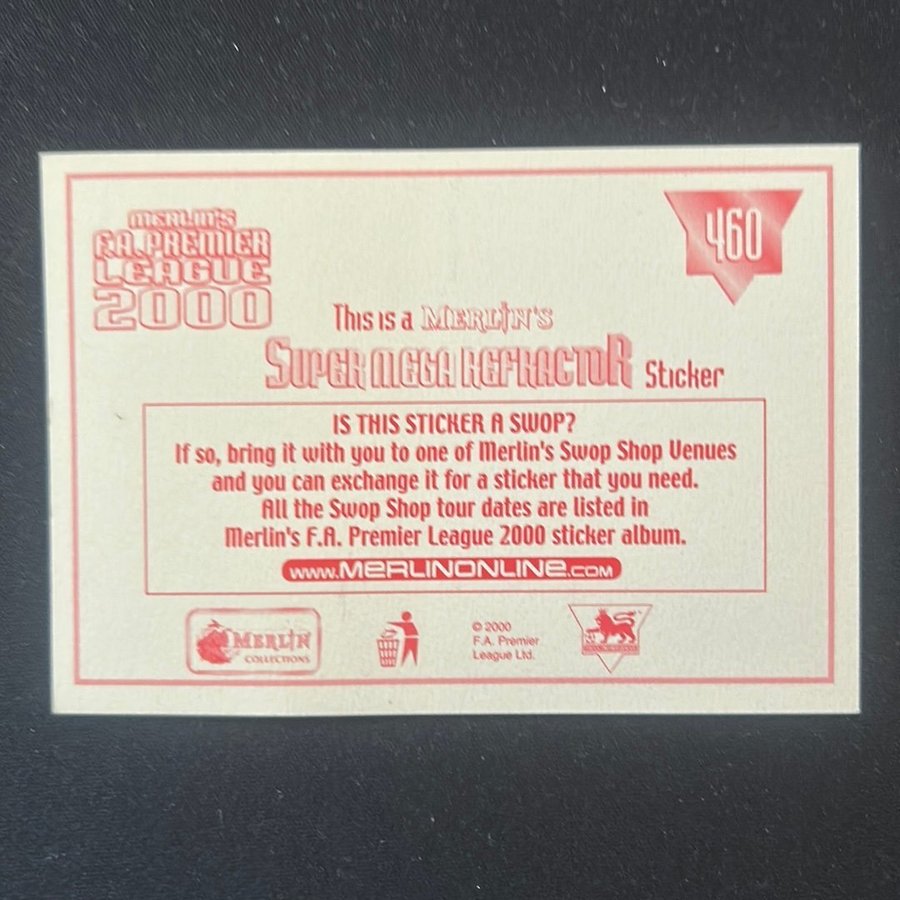 MERLIN'S
F.A. PREMIER
LEAGUE
2000
460
This is a MERLIN'S
SUPER MEGA REFRACTOR Sticker
IS THIS STICKER A SWOP?
If so, bring it with you to one of Merlin's Swop Shop Venues
and you can exchange it for a sticker that you need.
All the Swop Shop tour dates are listed in
Merlin's F.A. Premier League 2000 sticker album.
www.MERLINONLINE.COM
MERLIN
COLLECTIONS
© 2000
F.A. Premier
League Ltd.